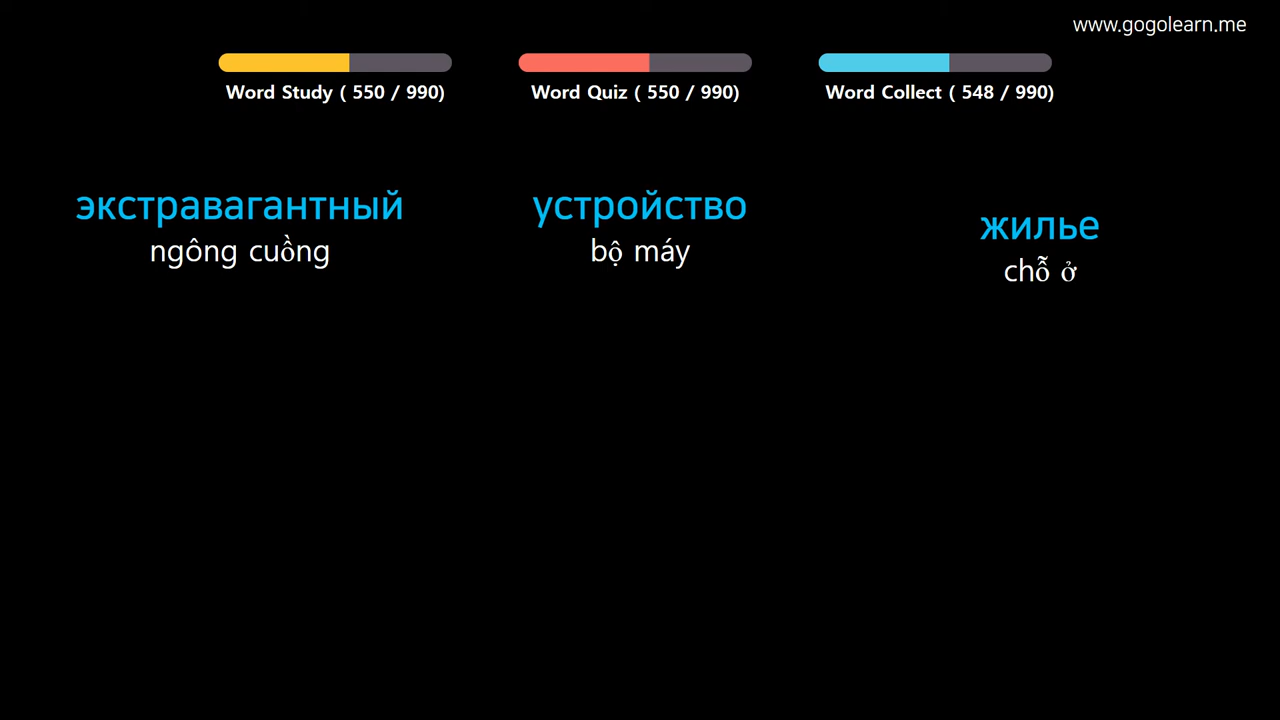 www.gogolearn.me
Word Study ( 550 / 990)
Word Quiz ( 550 / 990)
Word Collect ( 548 / 990)
экстравагантный
ngông cuồng
устройство
bộ máy
жилье
chỗ ở